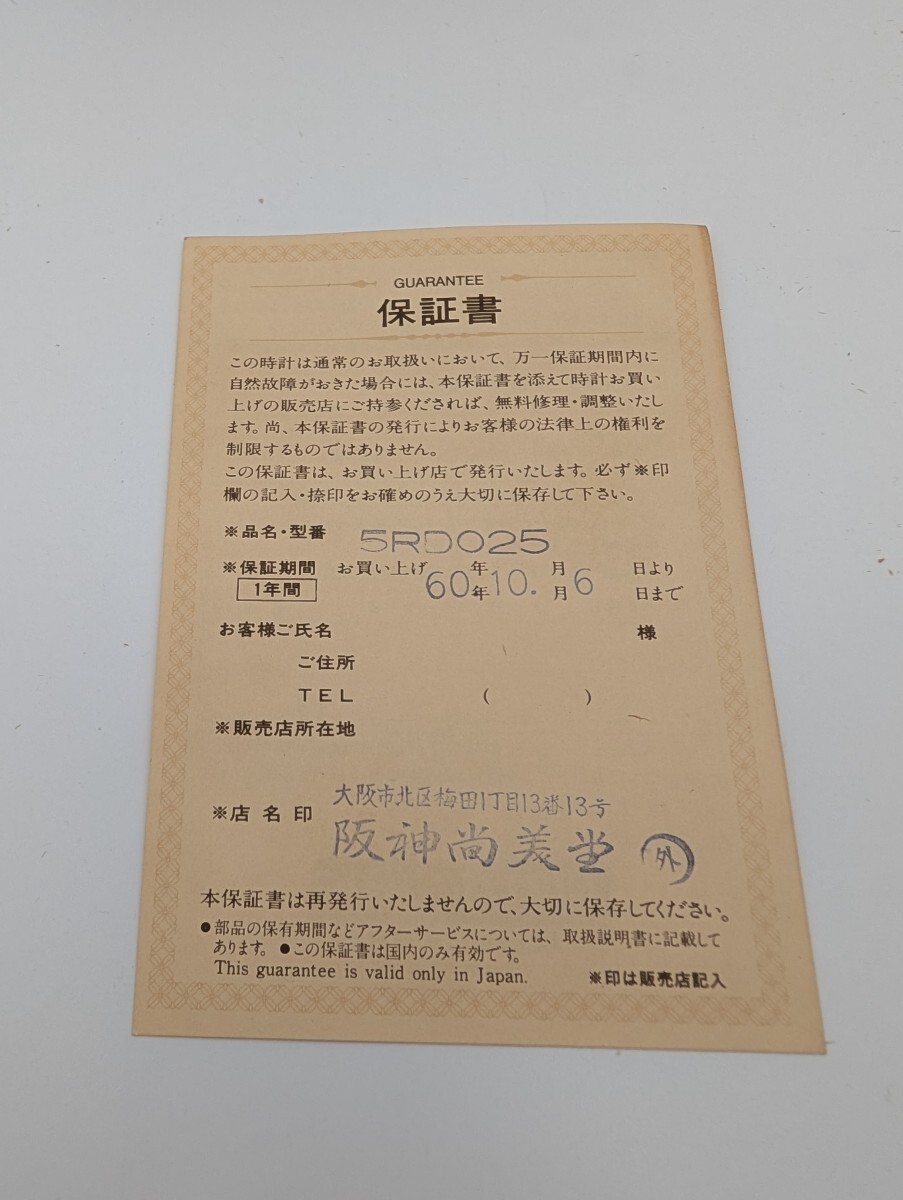 GUARANTEE
保証書
この時計は通常のお取扱いにおいて、万一保証期間内に
自然故障がおきた場合には、本保証書を添えて時計お買い
上げの販売店にご持参くだされば、無料修理・調整いたし
ます。尚、本保証書の発行によりお客様の法律上の権利を
制限するものではありません。
この保証書は、お買い上げ店で発行いたします。必ず※印
欄の記入・捺印をお確めのうえ大切に保存して下さい。
※品名・型番 5RD025
※保証期間 お買い上げ 年 月 日より
1年間 60年10.月6 日まで
お客様ご氏名 様
ご住所
TEL ( )
※販売店所在地
大阪市北区梅田1丁目13番13号
※店名印 阪神尚美堂 外
本保証書は再発行いたしませんので、大切に保存してください。
●部品の保有期間などアフターサービスについては、取扱説明書に記載して
あります。●この保証書は国内のみ有効です。
This guarantee is valid only in Japan. ※印は販売店記入